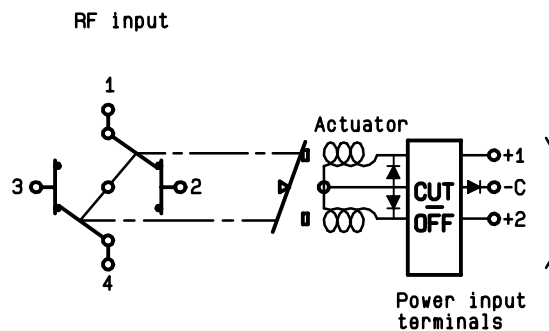 RF input
1
Actuator
+1
3
2
CUT
-C
OFF
+2
4
Power input
terminals